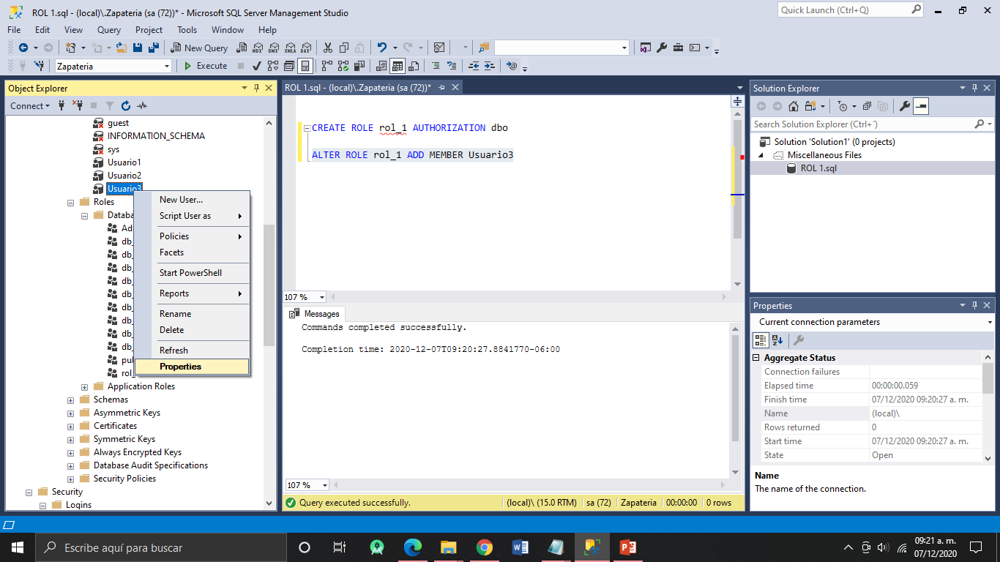 ROL 1.sql - (local)\.Zapateria (sa (72))* - Microsoft SQL Server Management Studio
Quick Launch (Ctrl+Q)
File Edit View Query Project Tools Window Help
New Query
MDX DMX XMLA DAX
Zapateria
Execute
Object Explorer
Connect
guest
INFORMATION_SCHEMA
sys
Usuario1
Usuario2
Usuario3
Roles
Databa
Ad
db_
db_
db_
db_
db_
db_
db_
db_
db_
pul
rol_
Application Roles
Schemas
Asymmetric Keys
Certificates
Symmetric Keys
Always Encrypted Keys
Database Audit Specifications
Security Policies
Security
Logins
New User...
Script User as
Policies
Facets
Start PowerShell
Reports
Rename
Delete
Refresh
Properties
ROL 1.sql - (local)\.Zapateria (sa (72))*
CREATE ROLE rol_1 AUTHORIZATION dbo
ALTER ROLE rol_1 ADD MEMBER Usuario3
107 %
Messages
Commands completed successfully.
Completion time: 2020-12-07T09:20:27.8841770-06:00
107 %
Query executed successfully.
(local)\ (15.0 RTM)
sa (72)
Zapateria
00:00:00
0 rows
Solution Explorer
Search Solution Explorer (Ctrl+´)
Solution 'Solution1' (0 projects)
Miscellaneous Files
ROL 1.sql
Properties
Current connection parameters
Aggregate Status
Connection failures
Elapsed time 00:00:00.059
Finish time 07/12/2020 09:20:27 a. m.
Name (local)\
Rows returned 0
Start time 07/12/2020 09:20:27 a. m.
State Open
Name
The name of the connection.
Escribe aquí para buscar
09:21 a. m.
07/12/2020